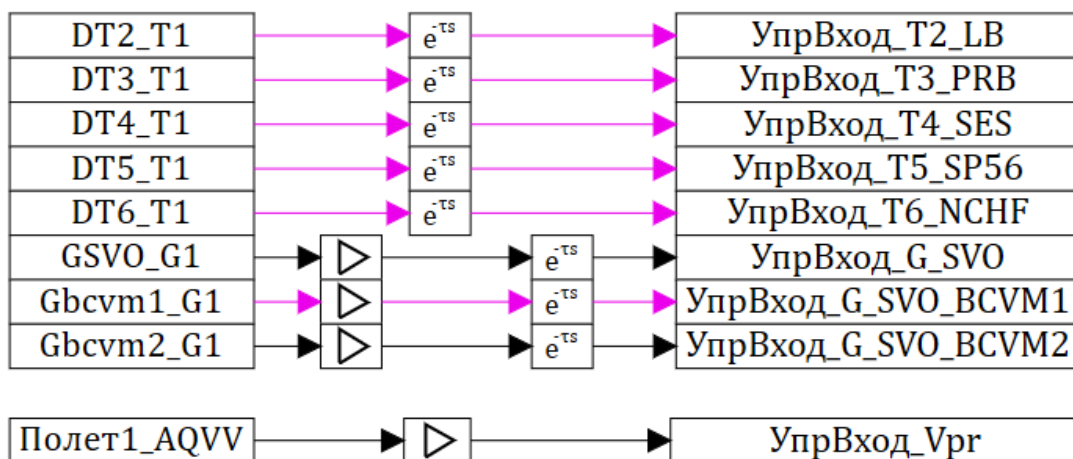 DT2_T1 e^-τs УпрВход_T2_LB
DT3_T1 e^-τs УпрВход_T3_PRB
DT4_T1 e^-τs УпрВход_T4_SES
DT5_T1 e^-τs УпрВход_T5_SP56
DT6_T1 e^-τs УпрВход_T6_NCHF
GSVO_G1 e^-τs УпрВход_G_SVO
Gbcvm1_G1 e^-τs УпрВход_G_SVO_BCVM1
Gbcvm2_G1 e^-τs УпрВход_G_SVO_BCVM2
Полет1_AQVV УпрВход_Vpr